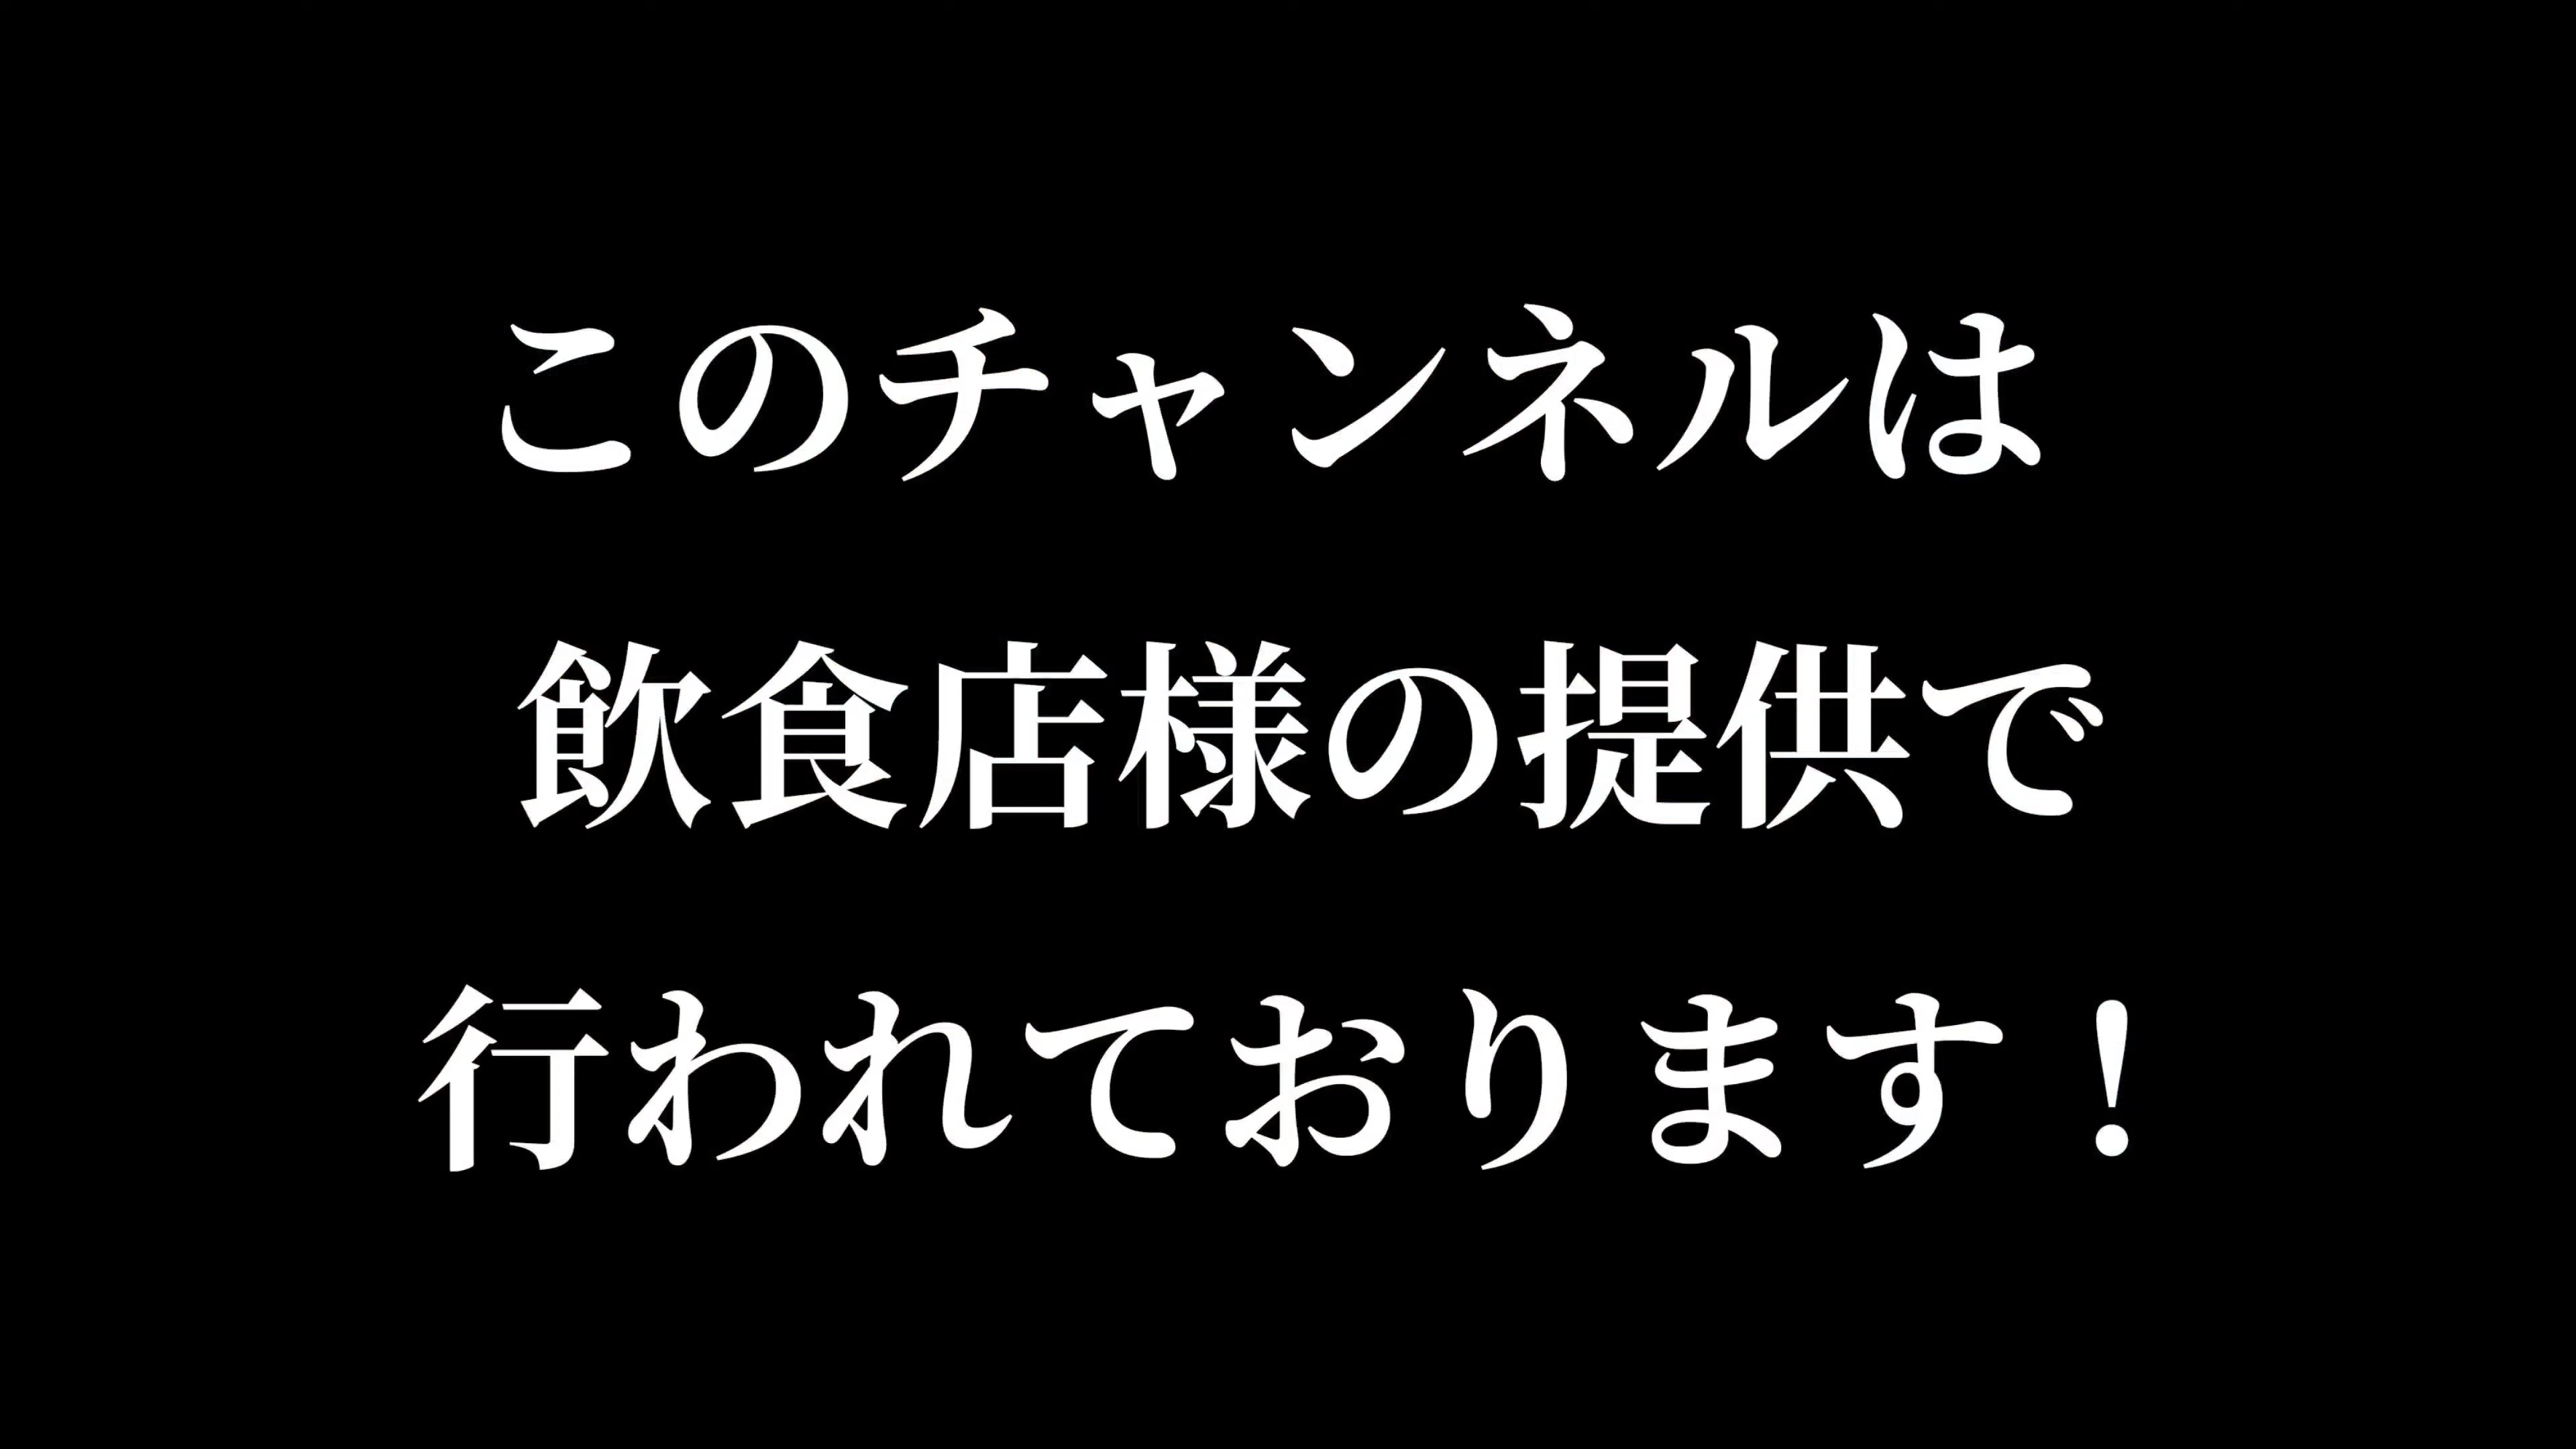 このチャンネルは
飲食店様の提供で
行われております！